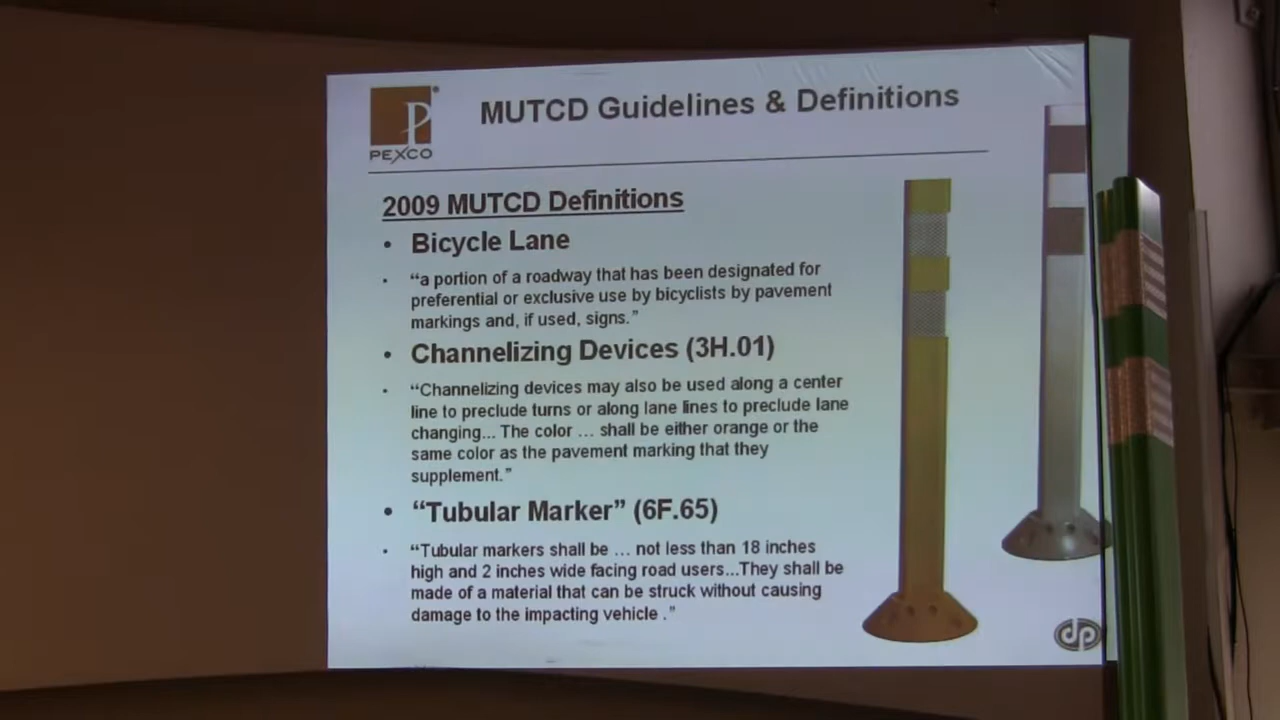 P
PEXCO
MUTCD Guidelines & Definitions
2009 MUTCD Definitions
• Bicycle Lane
• “a portion of a roadway that has been designated for
preferential or exclusive use by bicyclists by pavement
markings and, if used, signs.”
• Channelizing Devices (3H.01)
• “Channelizing devices may also be used along a center
line to preclude turns or along lane lines to preclude lane
changing... The color ... shall be either orange or the
same color as the pavement marking that they
supplement.”
• “Tubular Marker” (6F.65)
• “Tubular markers shall be ... not less than 18 inches
high and 2 inches wide facing road users...They shall be
made of a material that can be struck without causing
damage to the impacting vehicle .”
dp